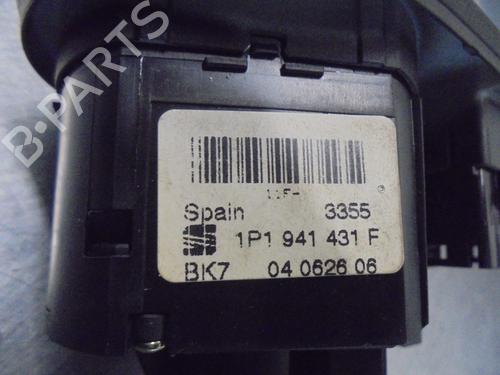 B-PARTS
Spain 3355
1P1 941 431 F
BK7 04 0626 06